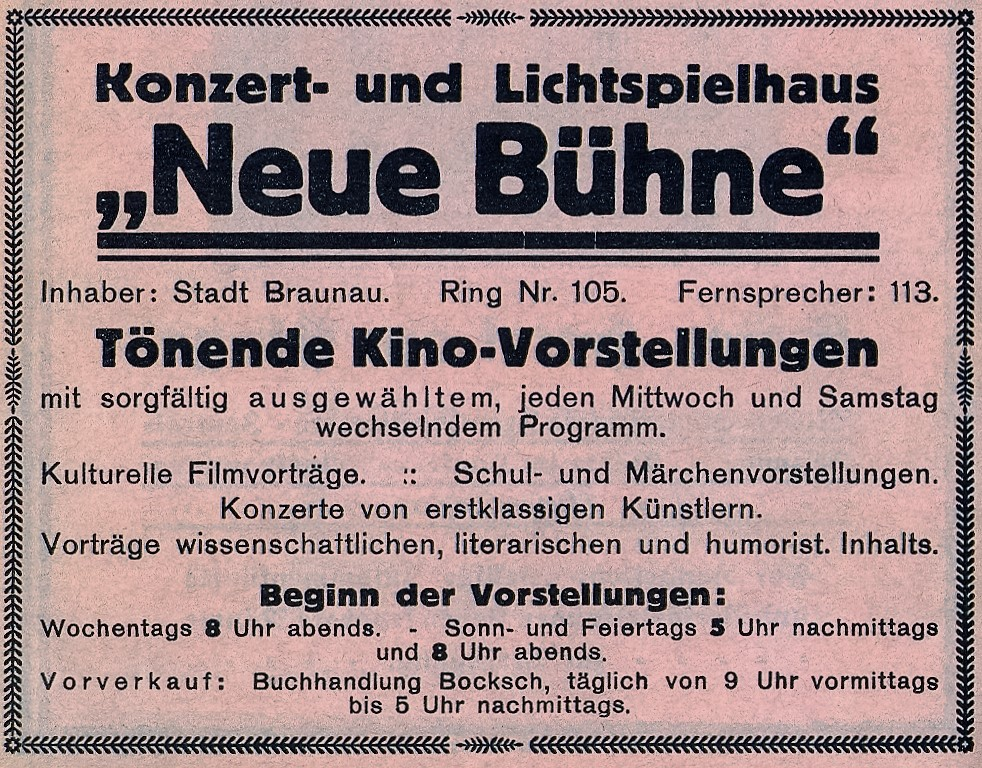 Konzert- und Lichtspielhaus
„Neue Bühne“
Inhaber: Stadt Braunau. Ring Nr. 105. Fernsprecher: 113.
Tönende Kino-Vorstellungen
mit sorgfältig ausgewähltem, jeden Mittwoch und Samstag
wechselndem Programm.
Kulturelle Filmvorträge. :: Schul- und Märchenvorstellungen.
Konzerte von erstklassigen Künstlern.
Vorträge wissenschaftlichen, literarischen und humorist. Inhalts.
Beginn der Vorstellungen:
Wochentags 8 Uhr abends. - Sonn- und Feiertags 5 Uhr nachmittags
und 8 Uhr abends.
Vorverkauf: Buchhandlung Bocksch, täglich von 9 Uhr vormittags
bis 5 Uhr nachmittags.